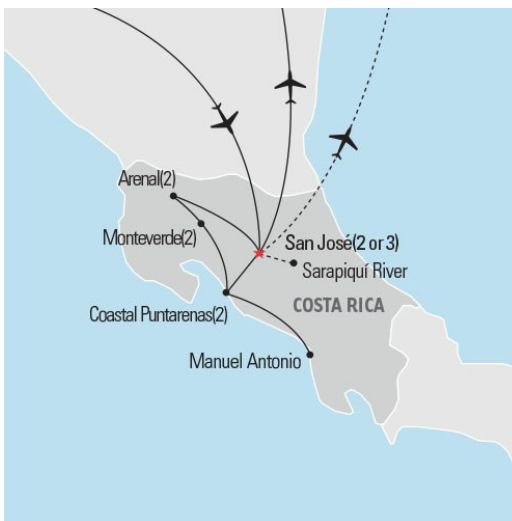 Arenal(2)
Monteverde(2)
San José(2 or 3)
Sarapiquí River
COSTA RICA
Coastal Puntarenas(2)
Manuel Antonio